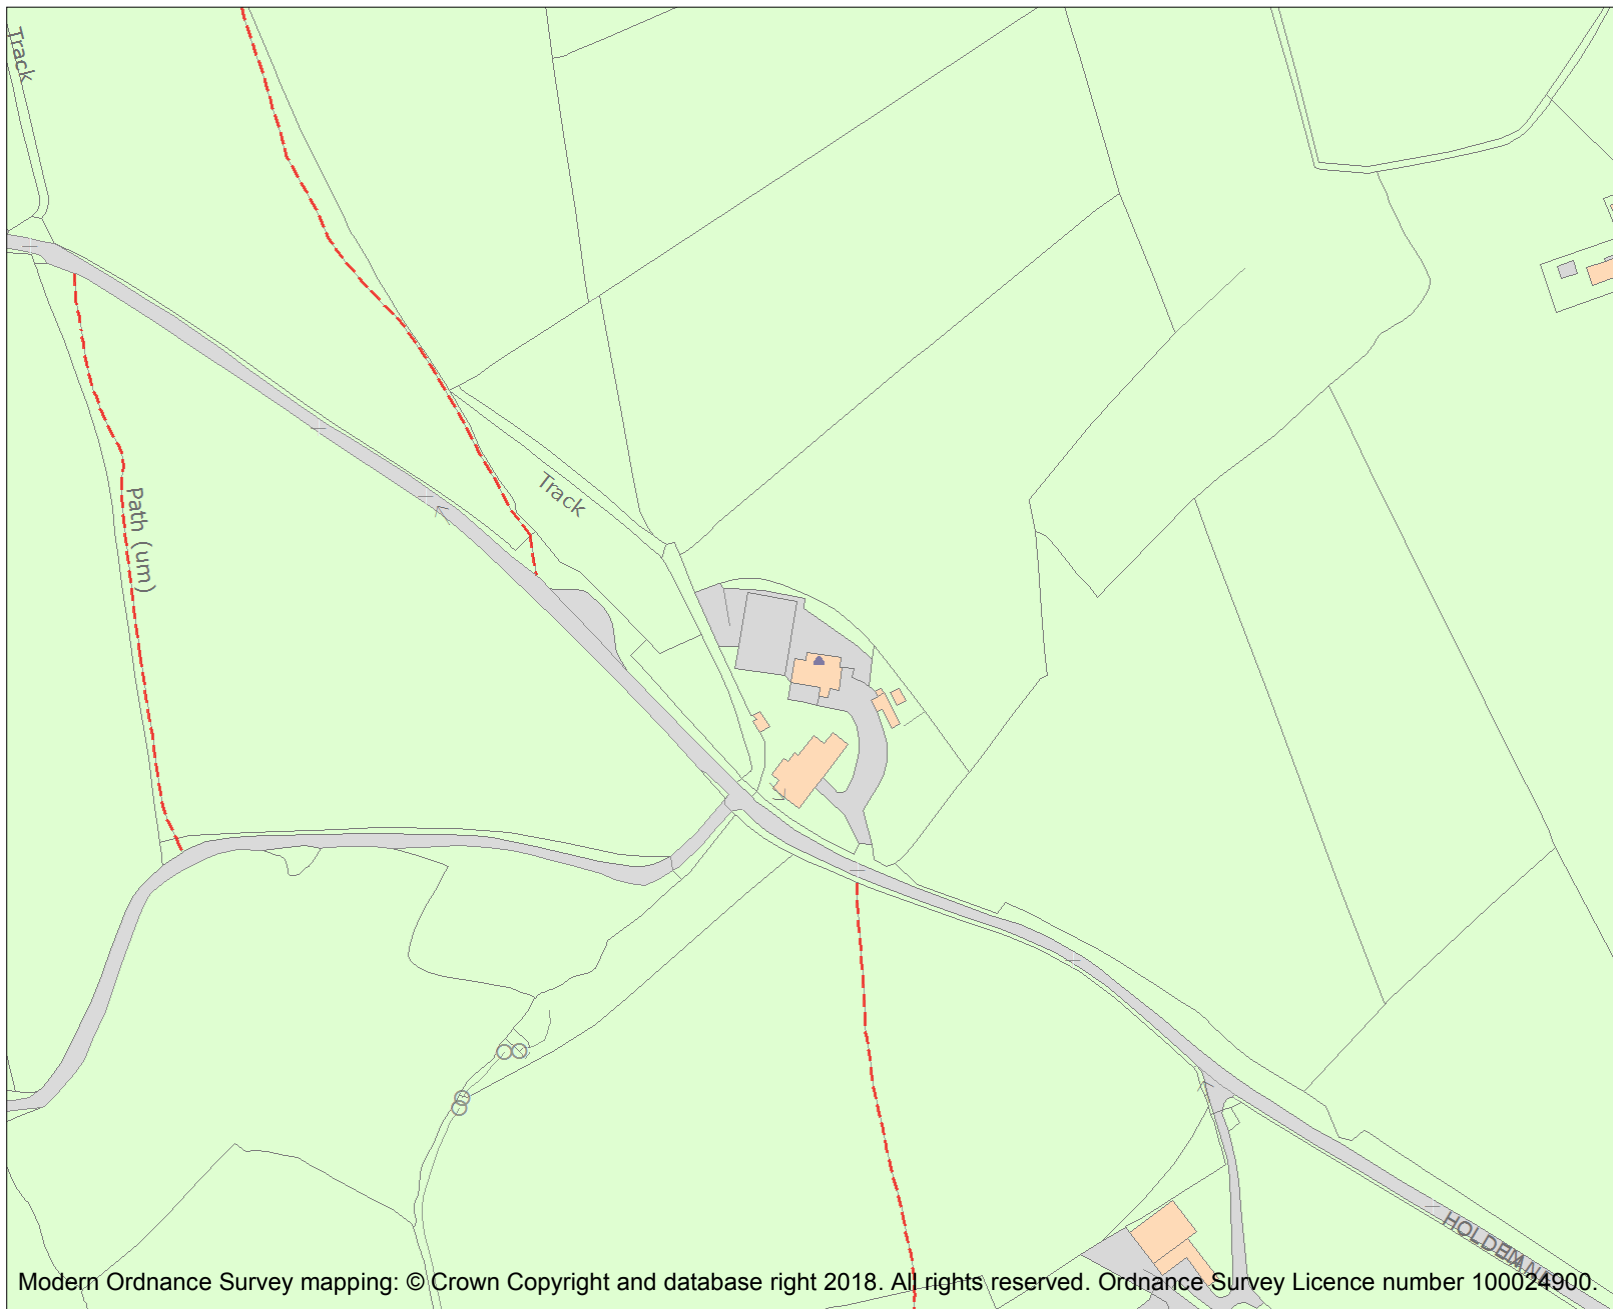 Track
Track
Path (um)
Modern Ordnance Survey mapping: © Crown Copyright and database right 2018. All rights reserved. Ordnance Survey Licence number 100024900.